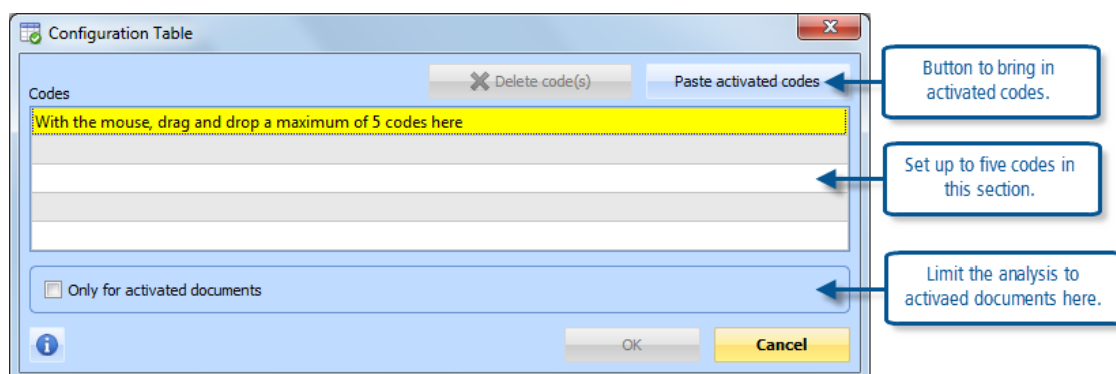 Configuration Table
X
Delete code(s)
Paste activated codes
Button to bring in
activated codes.
Codes
With the mouse, drag and drop a maximum of 5 codes here
Set up to five codes in
this section.
Only for activated documents
Limit the analysis to
activaed documents here.
i
OK
Cancel